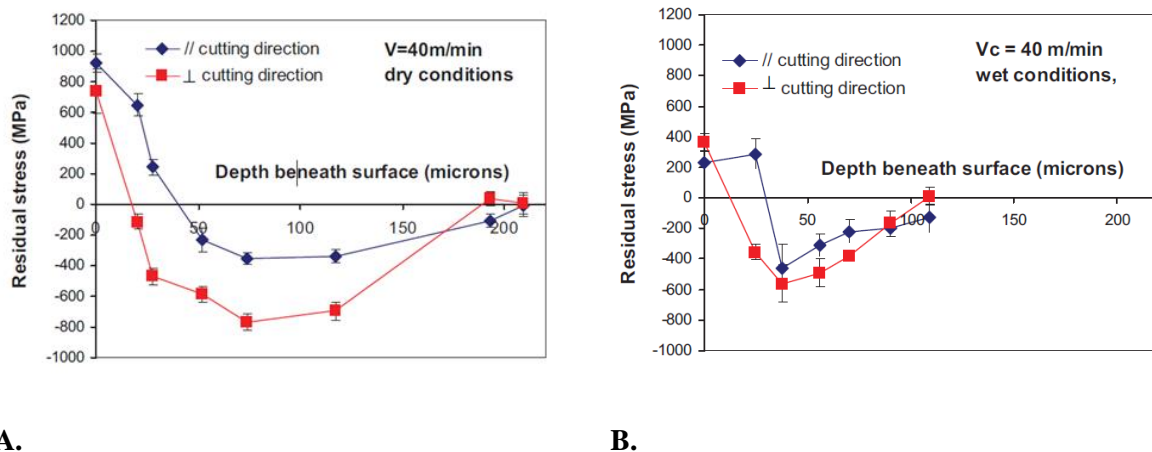 1200
1000
800
600
400
200
0
-200
-400
-600
-800
-1000
Residual stress (MPa)
// cutting direction
⊥ cutting direction
V=40m/min
dry conditions
Depth beneath surface (microns)
0
50
100
150
200
A.
1200
1000
800
600
400
200
0
-200
-400
-600
-800
-1000
Residual stress (MPa)
// cutting direction
⊥ cutting direction
Vc = 40 m/min
wet conditions,
Depth beneath surface (microns)
0
50
100
150
200
B.